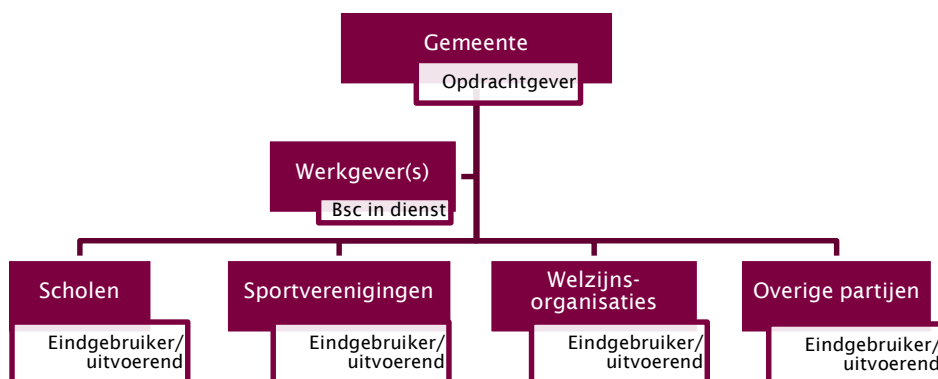 Gemeente
Opdrachtgever
Werkgever(s)
Bsc in dienst
Scholen
Eindgebruiker/
uitvoerend
Sportverenigingen
Eindgebruiker/
uitvoerend
Welzijns-
organisaties
Eindgebruiker/
uitvoerend
Overige partijen
Eindgebruiker/
uitvoerend